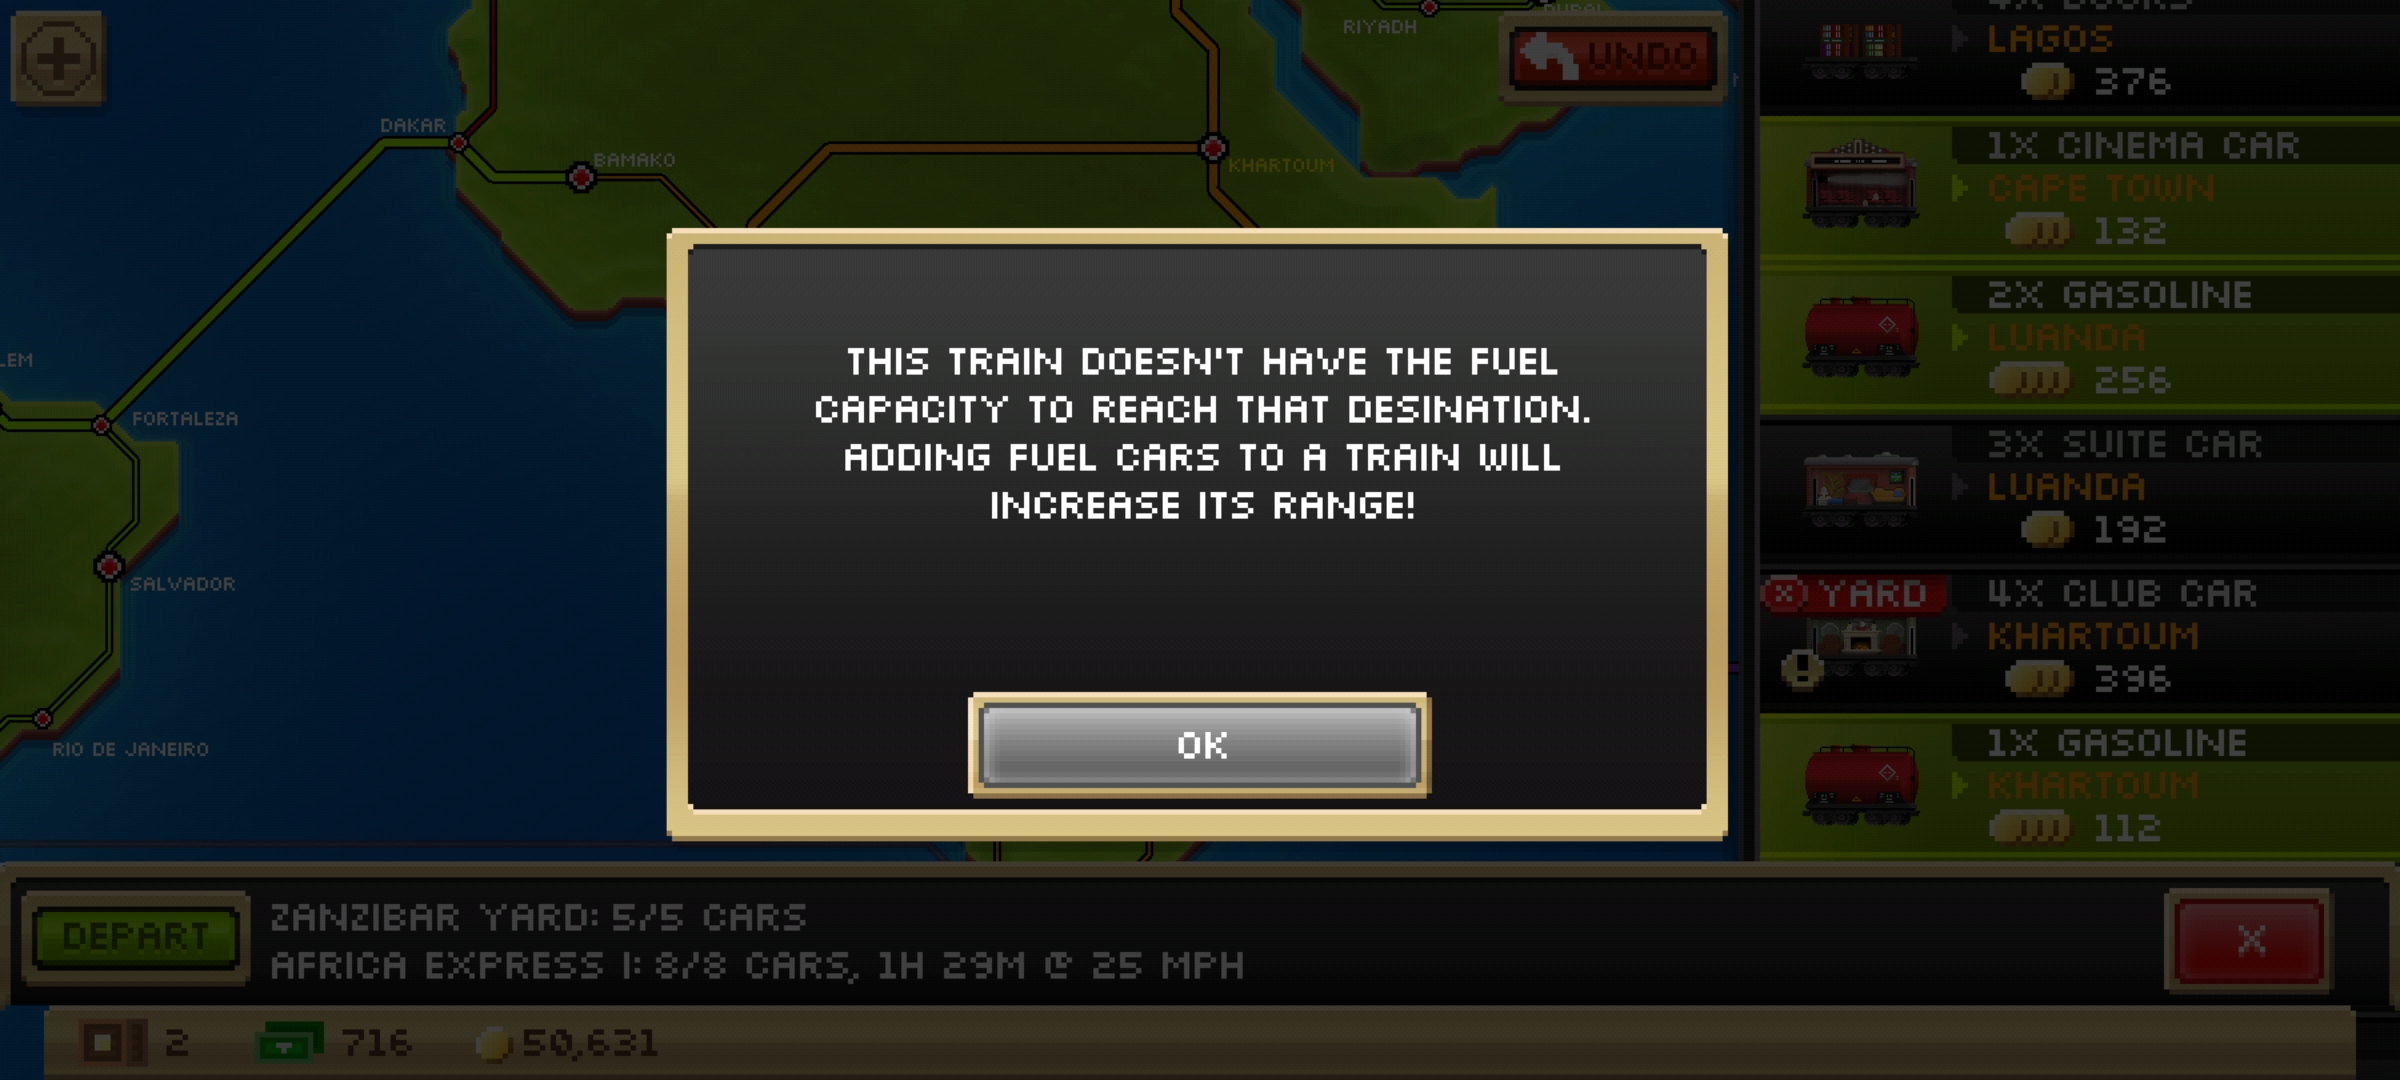 RIYADH
UNDO
DAKAR
BAMAKO
KHARTOUM
LEM
FORTALEZA
SALVADOR
RIO DE JANEIRO
THIS TRAIN DOESN'T HAVE THE FUEL
CAPACITY TO REACH THAT DESINATION.
ADDING FUEL CARS TO A TRAIN WILL
INCREASE ITS RANGE!
OK
LAGOS
376
1X CINEMA CAR
CAPE TOWN
132
2X GASOLINE
LUANDA
256
3X SUITE CAR
LUANDA
192
X YARD
4X CLUB CAR
KHARTOUM
! 396
1X GASOLINE
KHARTOUM
112
DEPART
ZANZIBAR YARD: 5/5 CARS
AFRICA EXPRESS I: 8/8 CARS, 1H 29M @ 25 MPH
X
2 716 50,631